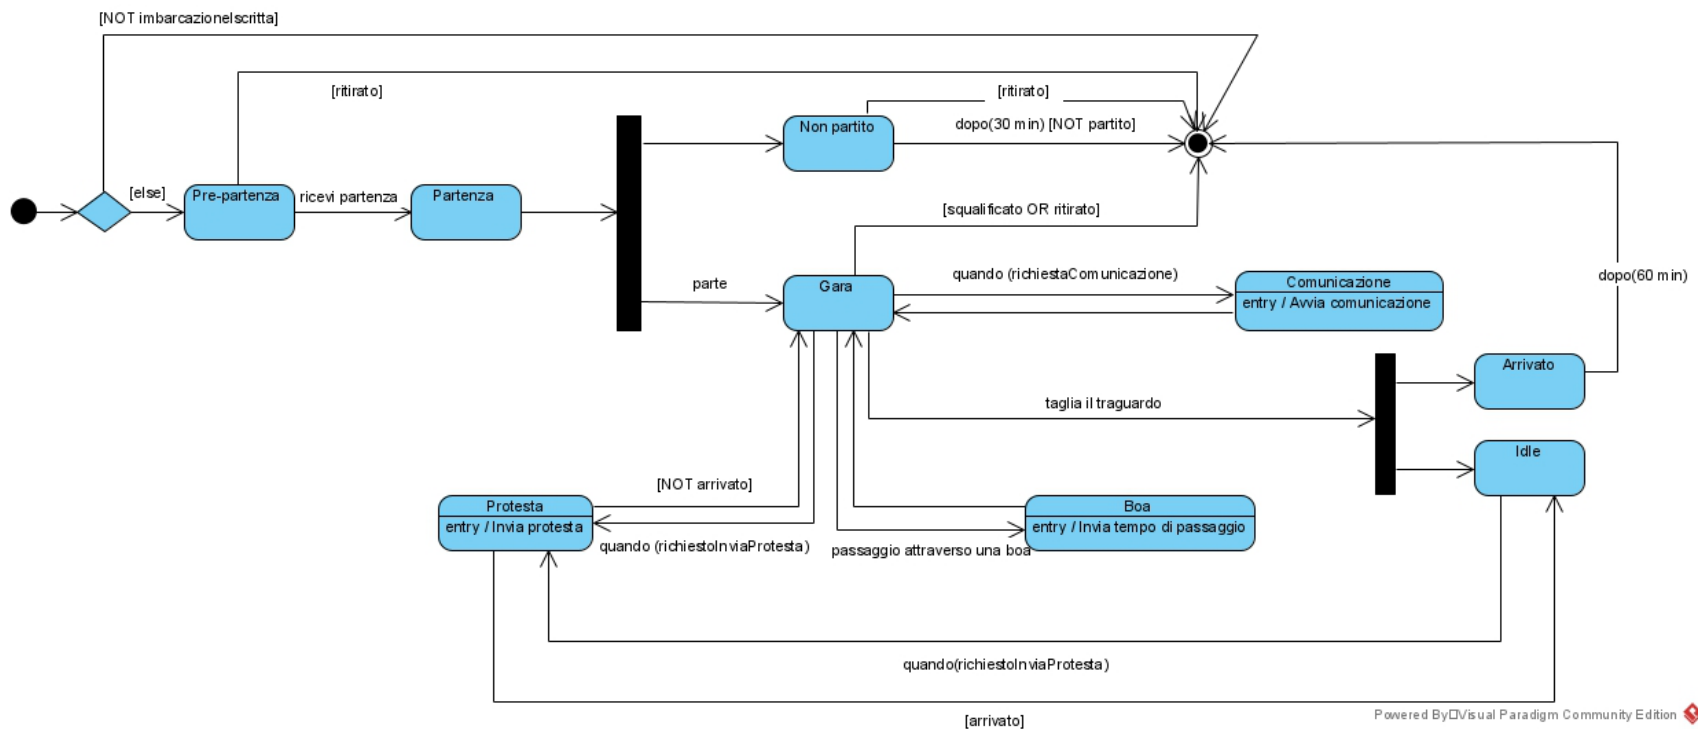 [NOT imbarcazioneIscritta]
[ritirato]
[ritirato]
Non partito
dopo(30 min) [NOT partito]
[else]
Pre-partenza
ricevi partenza
Partenza
[squalificato OR ritirato]
parte
Gara
quando (richiestaComunicazione)
Comunicazione
entry / Avvia comunicazione
dopo(60 min)
Arrivato
taglia il traguardo
Idle
[NOT arrivato]
Protesta
entry / Invia protesta
quando (richiestoInviaProtesta)
Boa
entry / Invia tempo di passaggio
passaggio attraverso una boa
quando(richiestoInviaProtesta)
[arrivato]
Powered By□Visual Paradigm Community Edition